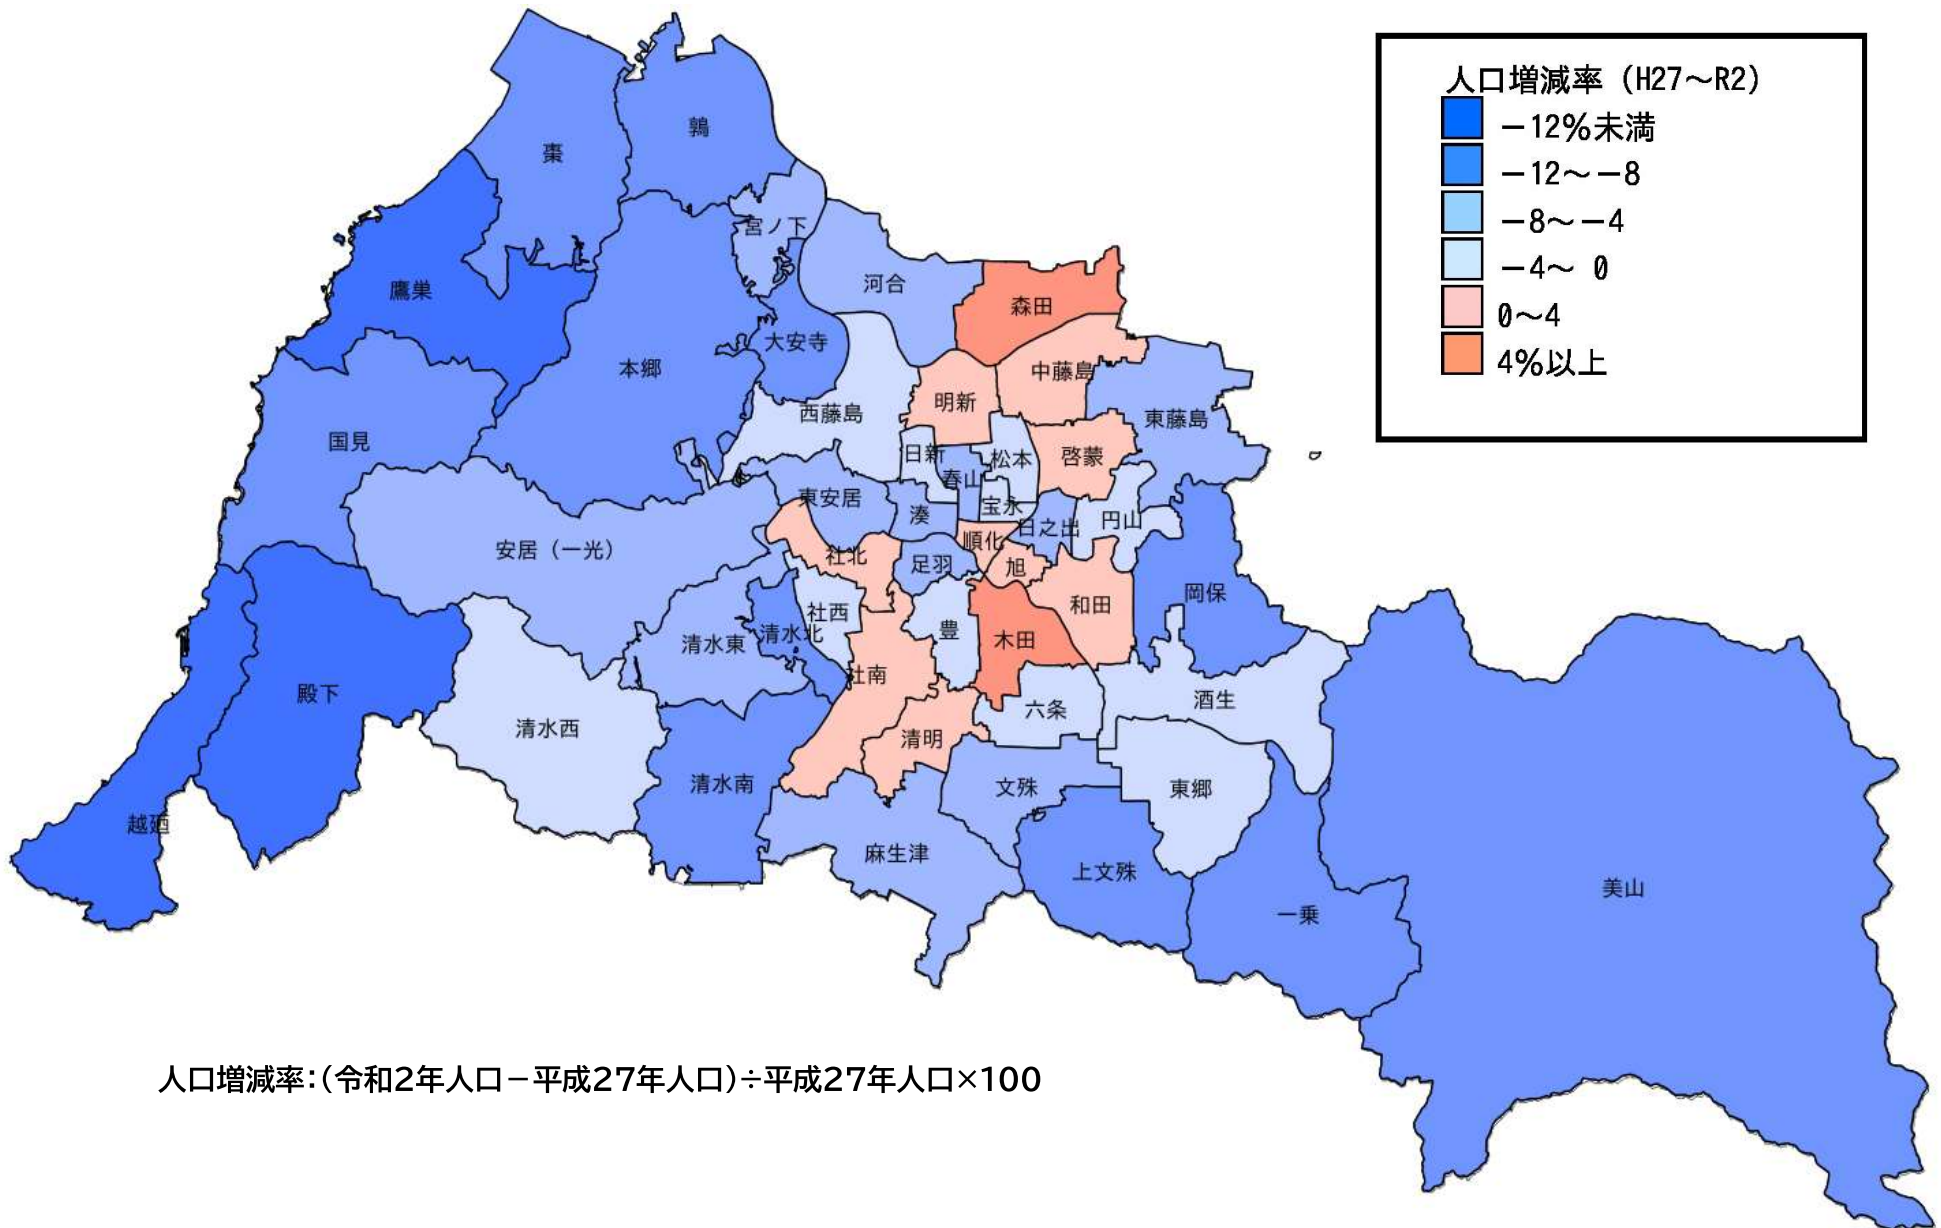 人口増減率（H27～R2）
－12％未満
－12～－8
－8～－4
－4～ 0
0～4
4％以上
鶉
棗
宮ノ下
河合
鷹巣
森田
大安寺
本郷
中藤島
明新
西藤島
東藤島
国見
日新
松本
啓蒙
春山
東安居
宝永
湊
円山
日之出
順化
安居（一光）
社北
足羽
旭
岡保
和田
社西
豊
清水北
木田
清水東
社南
殿下
酒生
六条
清水西
清明
清水南
文殊
東郷
越廼
麻生津
上文殊
美山
一乗
人口増減率：（令和2年人口－平成27年人口）÷平成27年人口×100